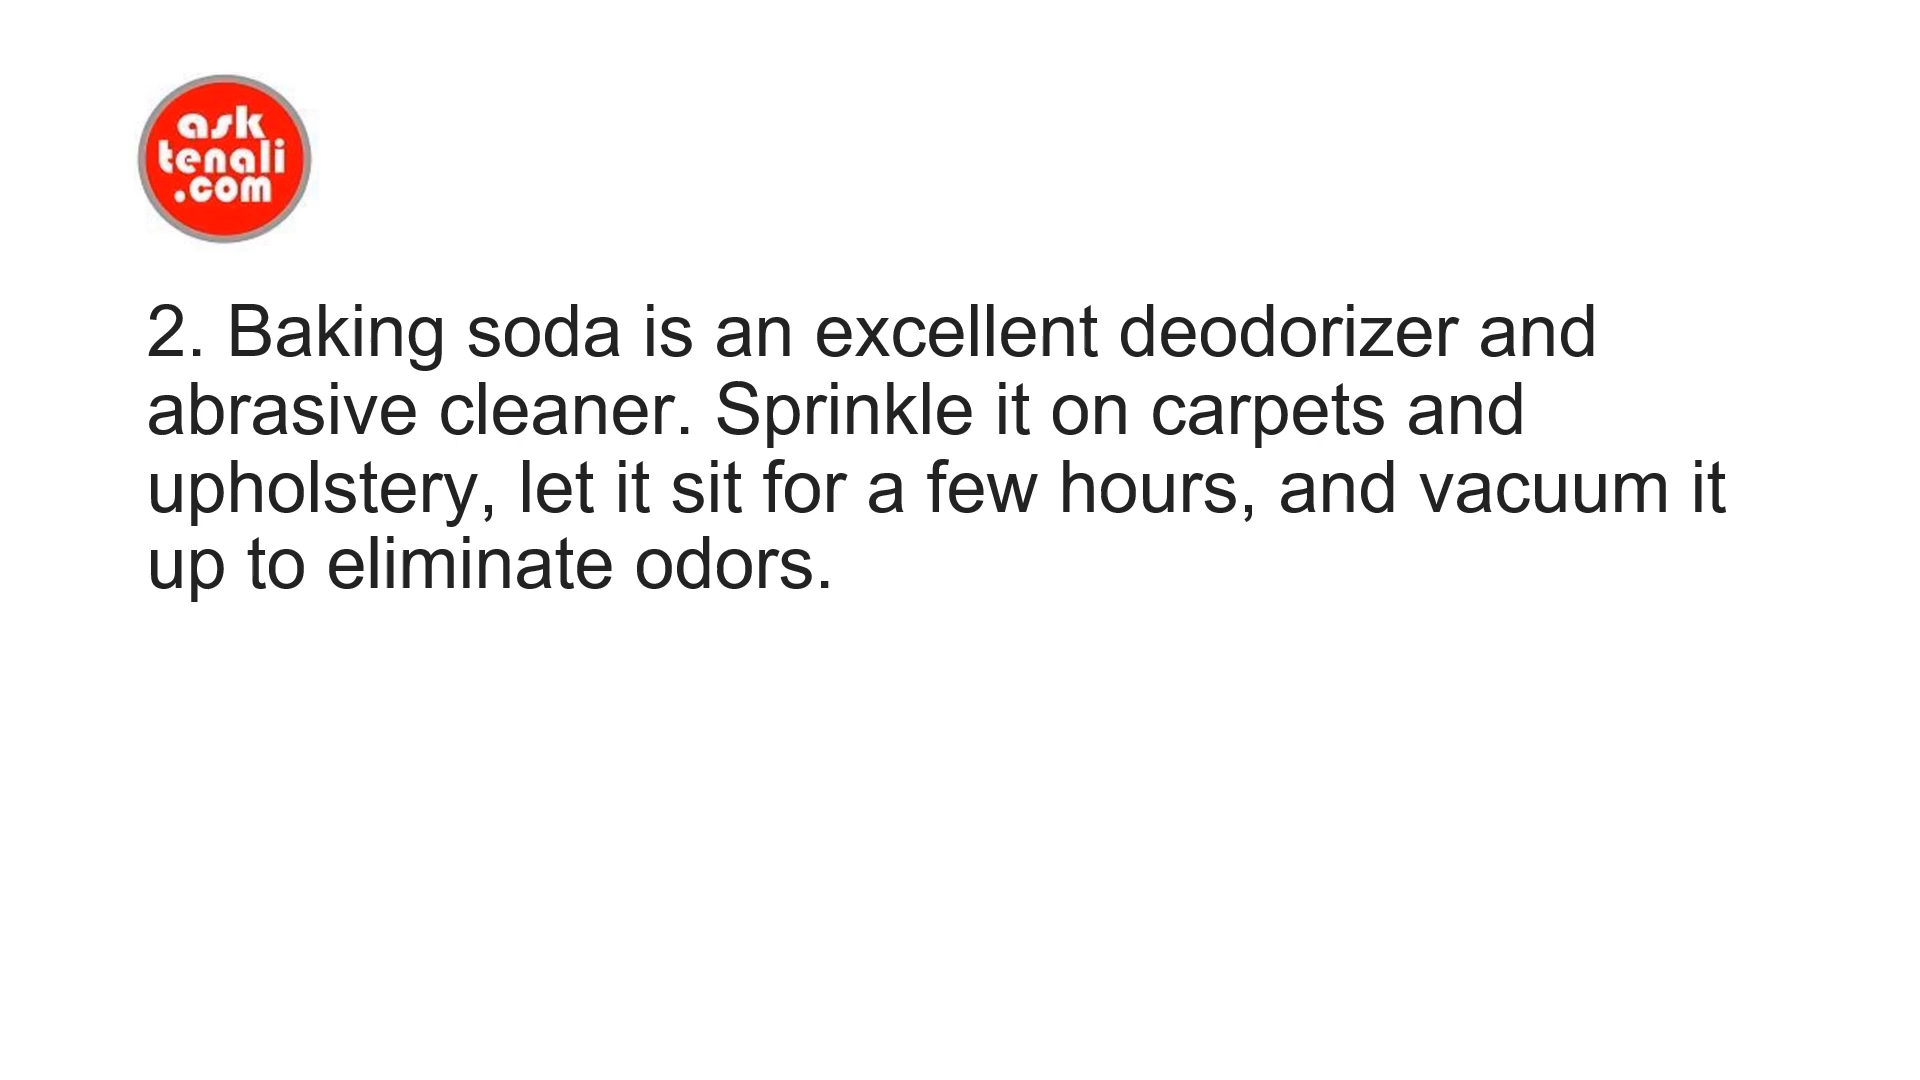 ask
tenali
.com
2. Baking soda is an excellent deodorizer and
abrasive cleaner. Sprinkle it on carpets and
upholstery, let it sit for a few hours, and vacuum it
up to eliminate odors.